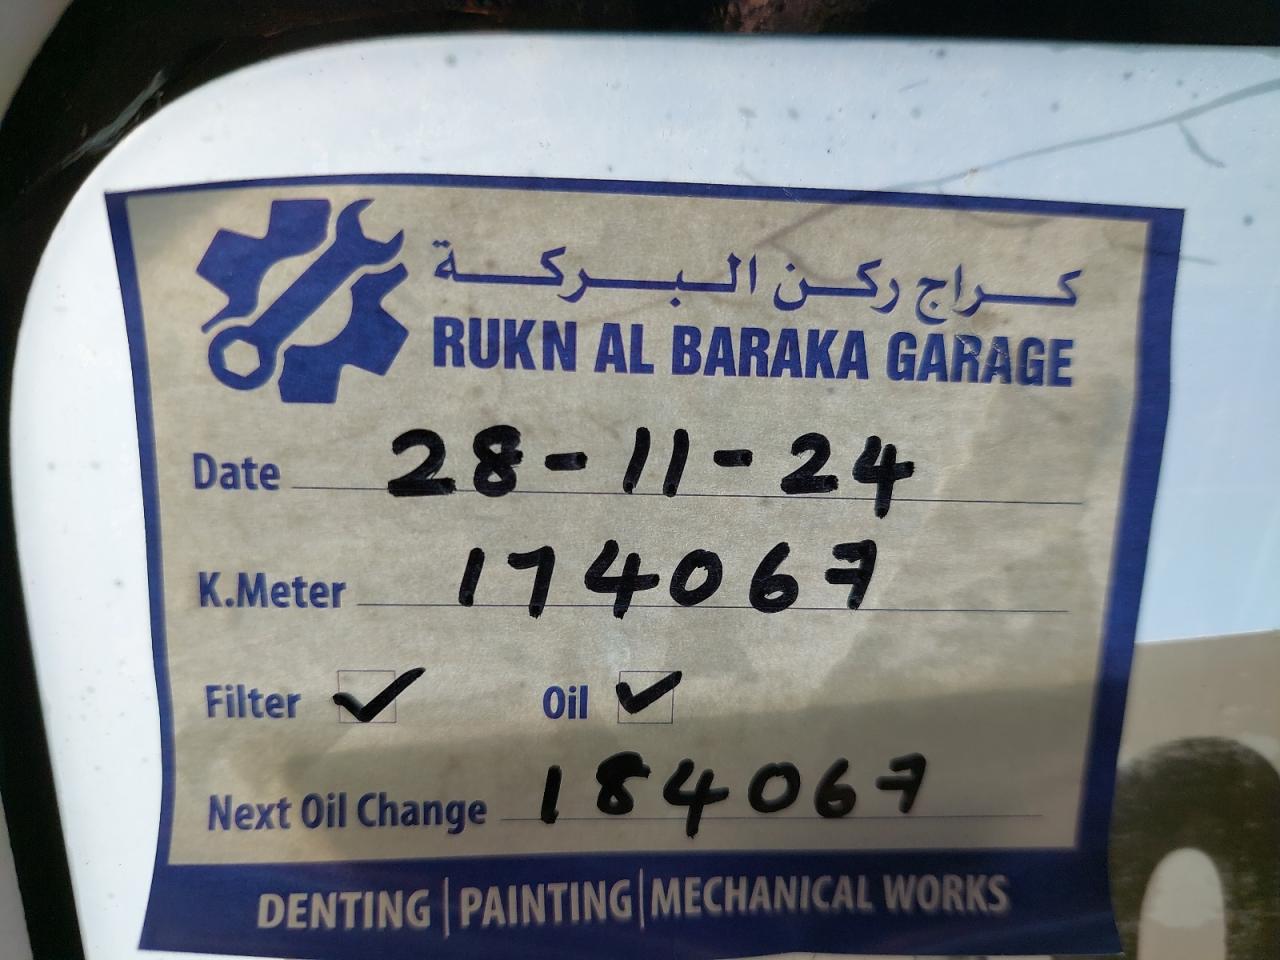 كراج ركن البركة
RUKN AL BARAKA GARAGE
Date 28-11-24
K.Meter 174067
Filter ✓ Oil ✓
Next Oil Change 184067
DENTING | PAINTING | MECHANICAL WORKS